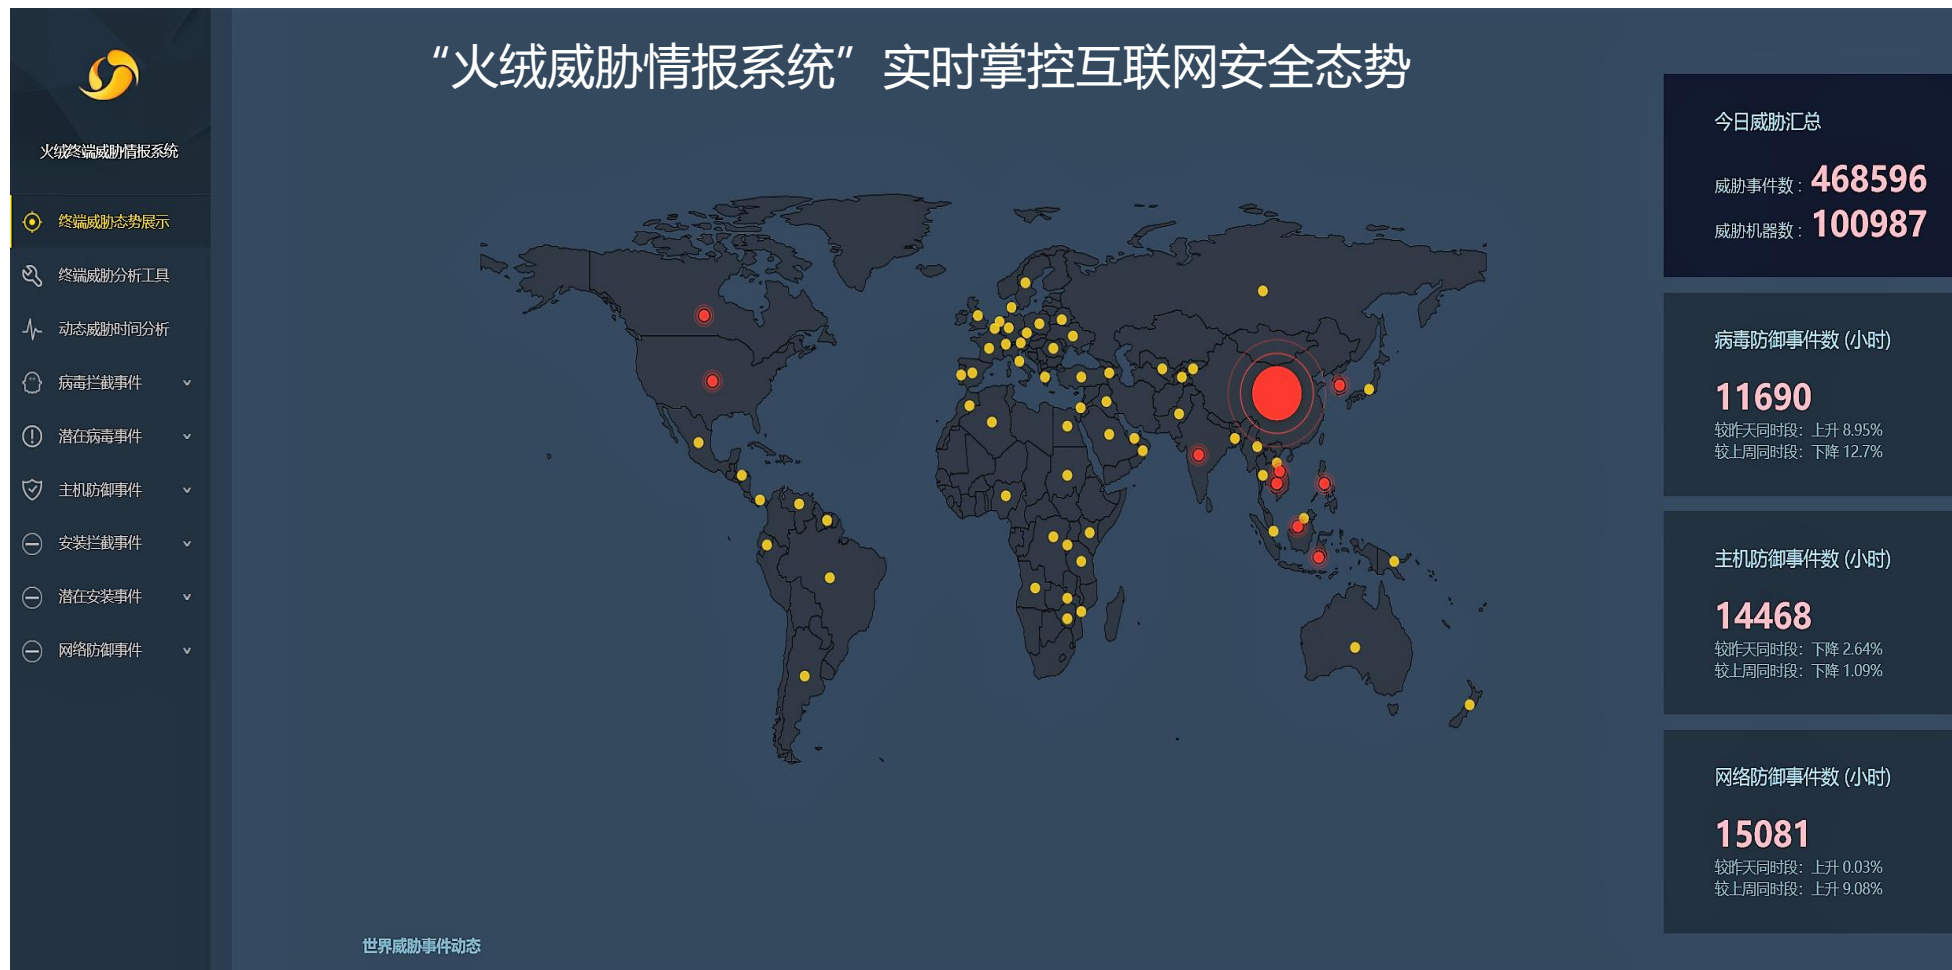 “火绒威胁情报系统”实时掌控互联网安全态势
火绒终端威胁情报系统
终端威胁态势展示
终端威胁分析工具
动态威胁时间分析
病毒拦截事件
潜在病毒事件
主机防御事件
安装拦截事件
潜在安装事件
网络防御事件
今日威胁汇总
威胁事件数：468596
威胁机器数：100987
病毒防御事件数 (小时)
11690
较昨天同时段：上升 8.95%
较上周同时段：下降 12.7%
主机防御事件数 (小时)
14468
较昨天同时段：下降 2.64%
较上周同时段：下降 1.09%
网络防御事件数 (小时)
15081
较昨天同时段：上升 0.03%
较上周同时段：上升 9.08%
世界威胁事件动态